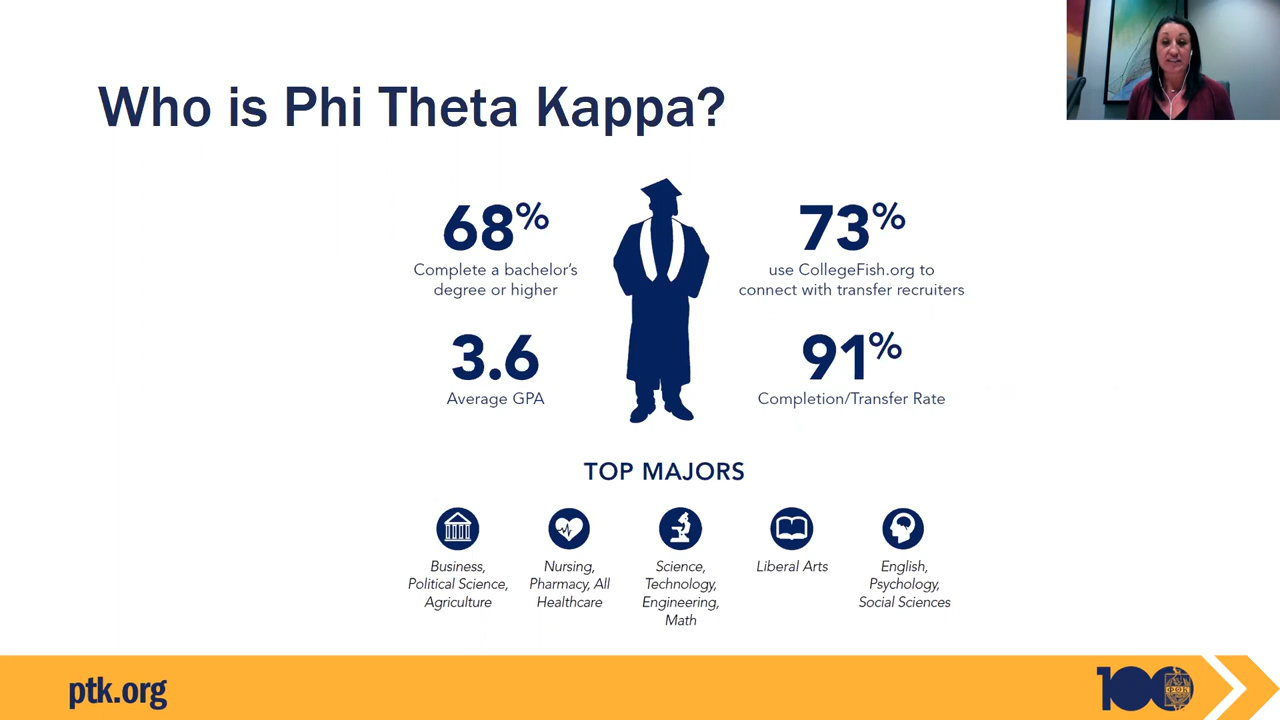 Who is Phi Theta Kappa?
68%
Complete a bachelor's
degree or higher
73%
use CollegeFish.org to
connect with transfer recruiters
3.6
Average GPA
91%
Completion/Transfer Rate
TOP MAJORS
Business,
Political Science,
Agriculture
Nursing,
Pharmacy, All
Healthcare
Science,
Technology,
Engineering,
Math
Liberal Arts
English,
Psychology,
Social Sciences
ptk.org
100
ΦΘΚ